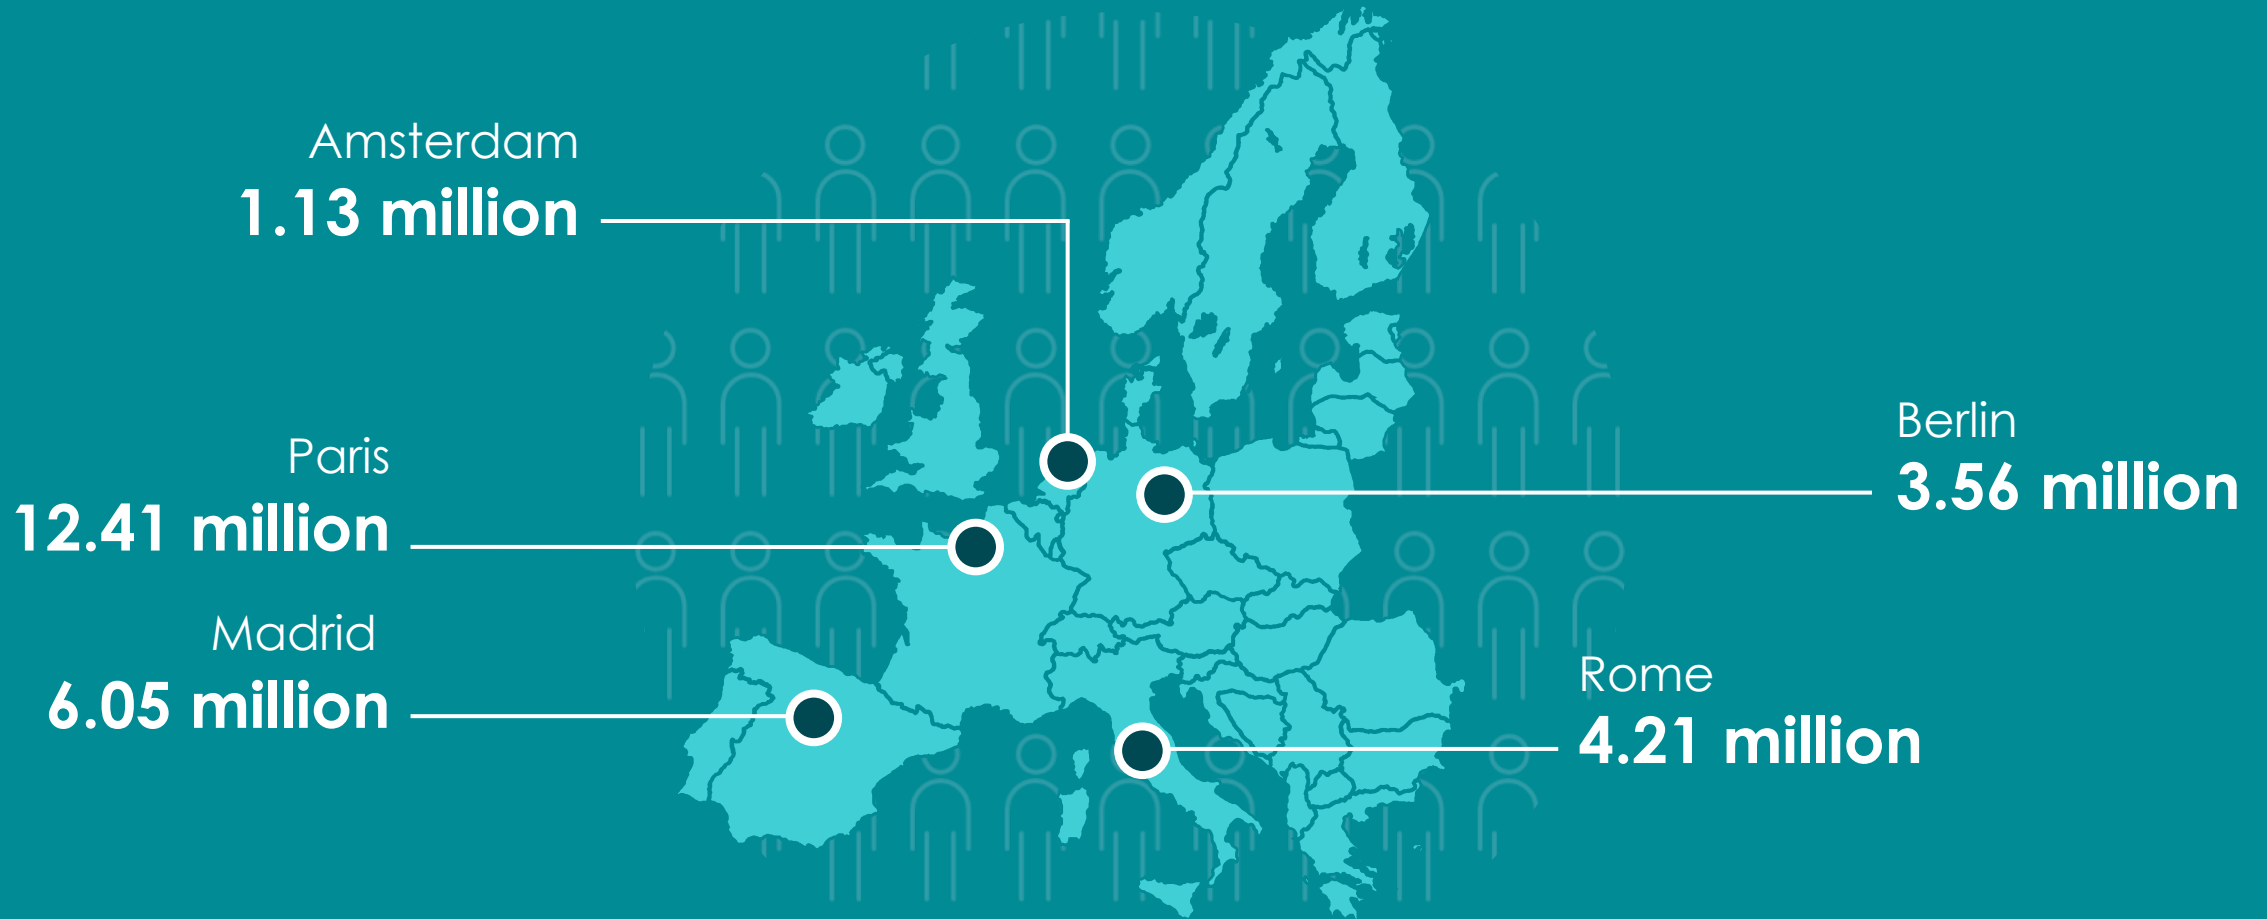 Amsterdam
1.13 million
Paris
12.41 million
Madrid
6.05 million
Berlin
3.56 million
Rome
4.21 million